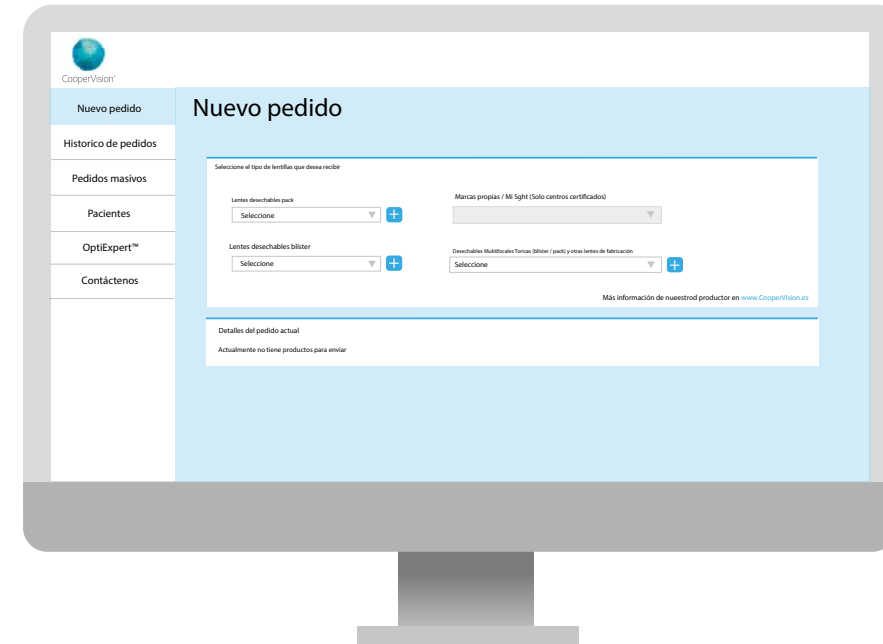 CooperVision®
Nuevo pedido
Historico de pedidos
Pedidos masivos
Pacientes
OptiExpert™
Contáctenos
Nuevo pedido
Seleccione el tipo de lentillas que desea recibir
Lentes desechables pack
Seleccione
Marcas propias / Mi Sght (Solo centros certificados)
Lentes desechables blíster
Seleccione
Desechables Muktifocales Toricas (blíster / pack) y otras lentes de fabricación
Seleccione
Más información de nueestrod productor en www.CooperVision.es
Detalles del pedido actual
Actualmente no tiene productos para enviar